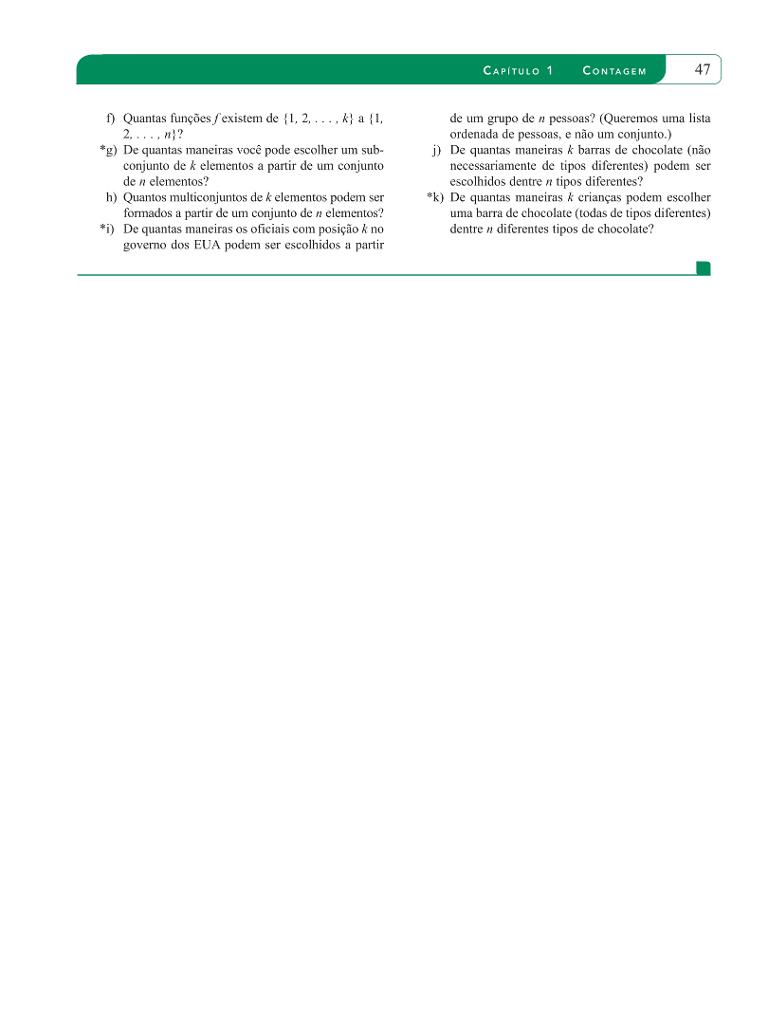 CAPÍTULO 1 CONTAGEM 47
f) Quantas funções f existem de {1, 2, . . . , k} a {1,
2, . . . , n}?
*g) De quantas maneiras você pode escolher um sub-
conjunto de k elementos a partir de um conjunto
de n elementos?
h) Quantos multiconjuntos de k elementos podem ser
formados a partir de um conjunto de n elementos?
*i) De quantas maneiras os oficiais com posição k no
governo dos EUA podem ser escolhidos a partir
de um grupo de n pessoas? (Queremos uma lista
ordenada de pessoas, e não um conjunto.)
j) De quantas maneiras k barras de chocolate (não
necessariamente de tipos diferentes) podem ser
escolhidos dentre n tipos diferentes?
*k) De quantas maneiras k crianças podem escolher
uma barra de chocolate (todas de tipos diferentes)
dentre n diferentes tipos de chocolate?